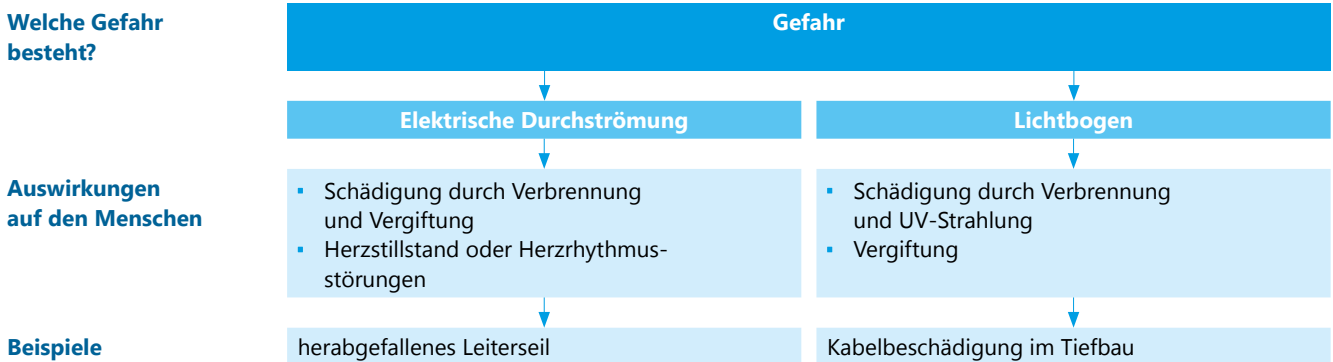 Welche Gefahr
besteht?
Gefahr
Elektrische Durchströmung
Lichtbogen
Auswirkungen
auf den Menschen
▪ Schädigung durch Verbrennung
und Vergiftung
▪ Herzstillstand oder Herzrhythmus-
störungen
▪ Schädigung durch Verbrennung
und UV-Strahlung
▪ Vergiftung
Beispiele
herabgefallenes Leiterseil
Kabelbeschädigung im Tiefbau